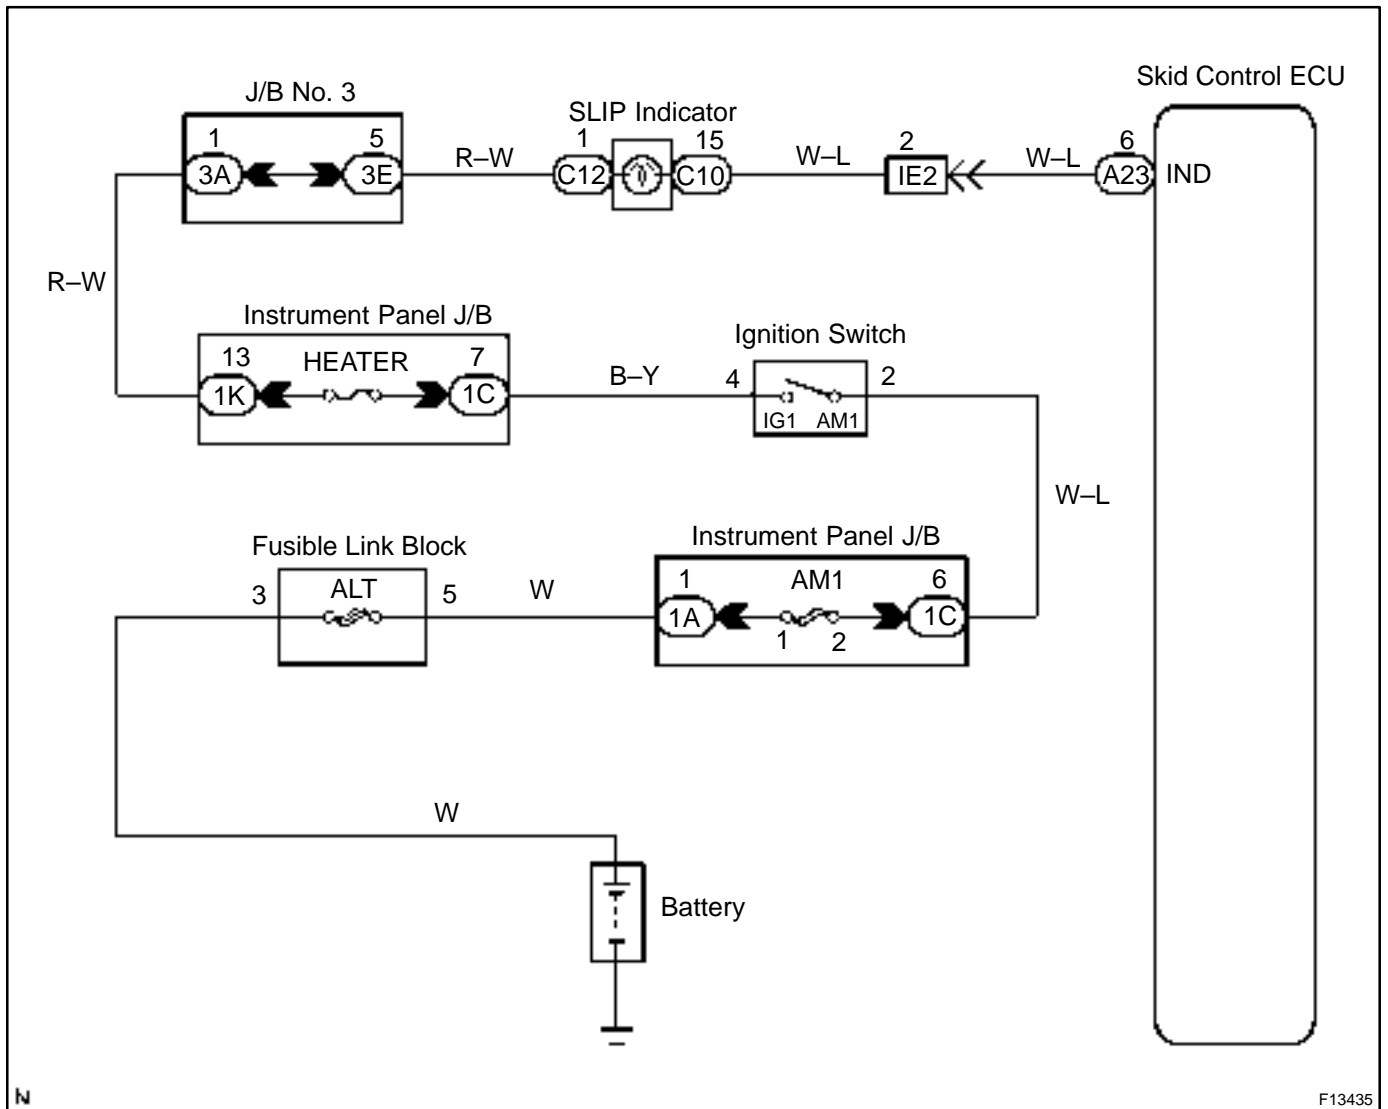 Skid Control ECU
J/B No. 3
SLIP Indicator
1 5 1 15 2 6
R–W W–L W–L
3A 3E C12 C10 IE2 A23 IND
R–W
Instrument Panel J/B
Ignition Switch
13 HEATER 7
B–Y 4 2
1K 1C
IG1 AM1
W–L
Instrument Panel J/B
Fusible Link Block
1 AM1 6
3 ALT 5 W
1A 1C
1 2
W
Battery
N
F13435